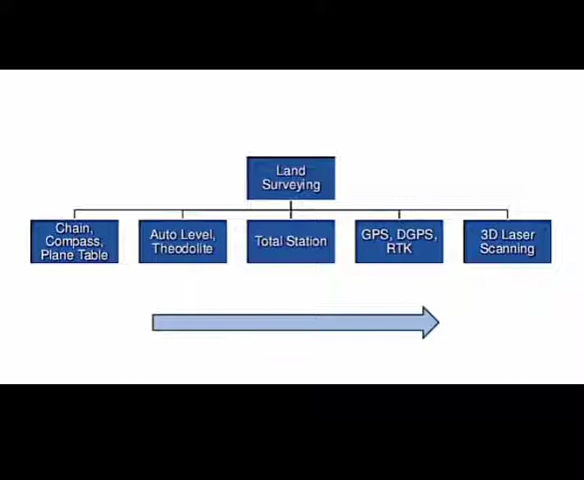 Land
Surveying
Chain,
Compass,
Plane Table
Auto Level,
Theodolite
Total Station
GPS, DGPS,
RTK
3D Laser
Scanning